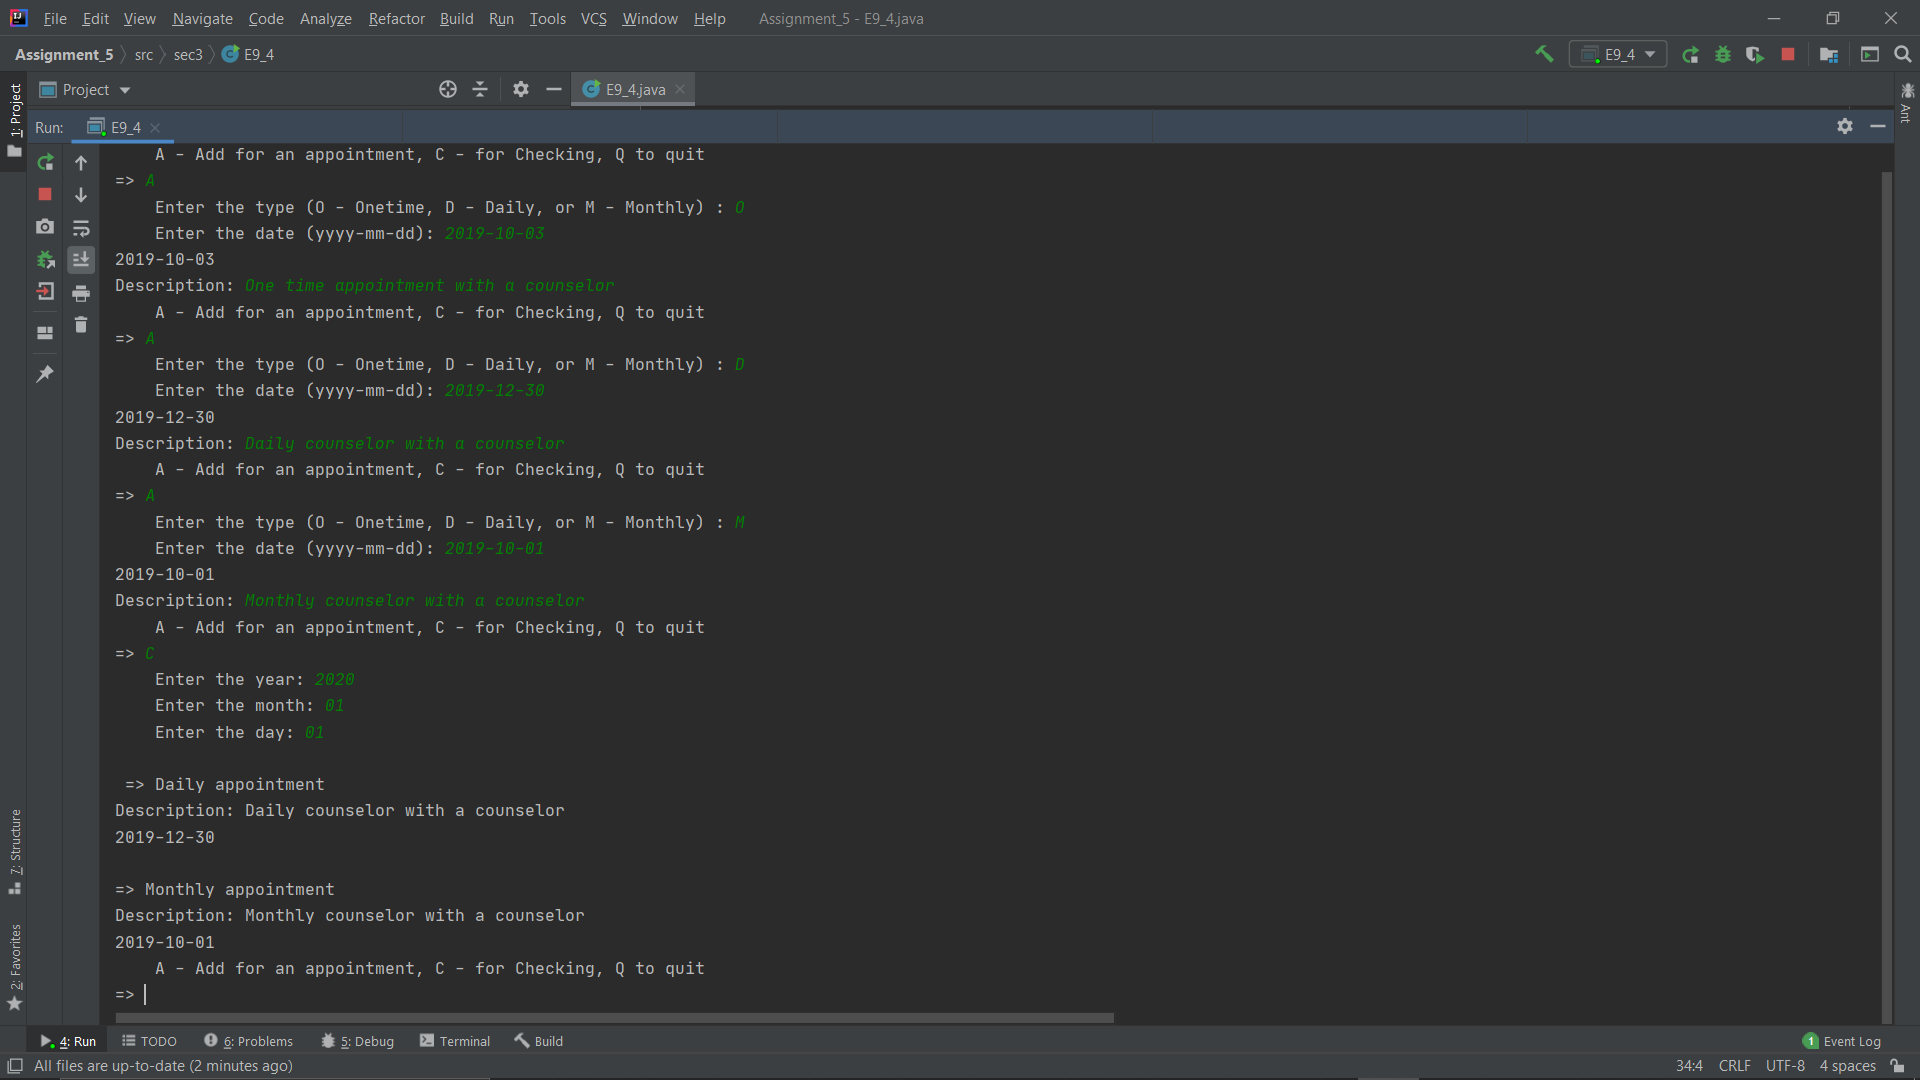 File Edit View Navigate Code Analyze Refactor Build Run Tools VCS Window Help Assignment_5 - E9_4.java
Assignment_5 src sec3 E9_4 E9_4
Project E9_4.java
1: Project
Ant
Run: E9_4
A - Add for an appointment, C - for Checking, Q to quit
=> A
Enter the type (O - Onetime, D - Daily, or M - Monthly) : O
Enter the date (yyyy-mm-dd): 2019-10-03
2019-10-03
Description: One time appointment with a counselor
A - Add for an appointment, C - for Checking, Q to quit
=> A
Enter the type (O - Onetime, D - Daily, or M - Monthly) : D
Enter the date (yyyy-mm-dd): 2019-12-30
2019-12-30
Description: Daily counselor with a counselor
A - Add for an appointment, C - for Checking, Q to quit
=> A
Enter the type (O - Onetime, D - Daily, or M - Monthly) : M
Enter the date (yyyy-mm-dd): 2019-10-01
2019-10-01
Description: Monthly counselor with a counselor
A - Add for an appointment, C - for Checking, Q to quit
=> C
Enter the year: 2020
Enter the month: 01
Enter the day: 01
=> Daily appointment
Description: Daily counselor with a counselor
2019-12-30
=> Monthly appointment
Description: Monthly counselor with a counselor
2019-10-01
A - Add for an appointment, C - for Checking, Q to quit
=>
7: Structure
2: Favorites
4: Run TODO 6: Problems 5: Debug Terminal Build 1 Event Log
All files are up-to-date (2 minutes ago) 34:4 CRLF UTF-8 4 spaces